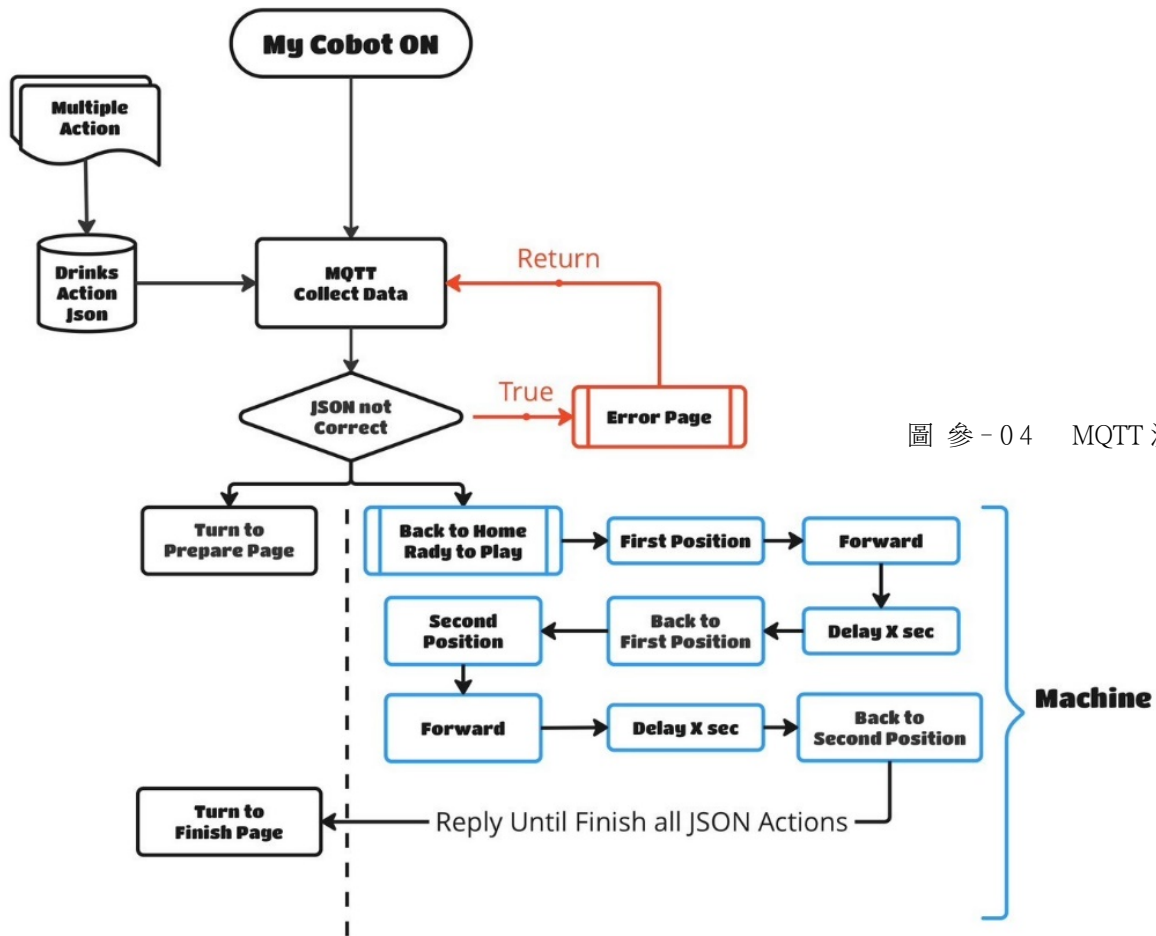 My Cobot ON
Multiple
Action
Drinks
Action
Json
MQTT
Collect Data
Return
JSON not
Correct
True
Error Page
圖 參-04 MQTT
Turn to
Prepare Page
Back to Home
Rady to Play
First Position
Forward
Second
Position
Back to
First Position
Delay X sec
Forward
Delay X sec
Back to
Second Position
Machine
Turn to
Finish Page
Reply Until Finish all JSON Actions